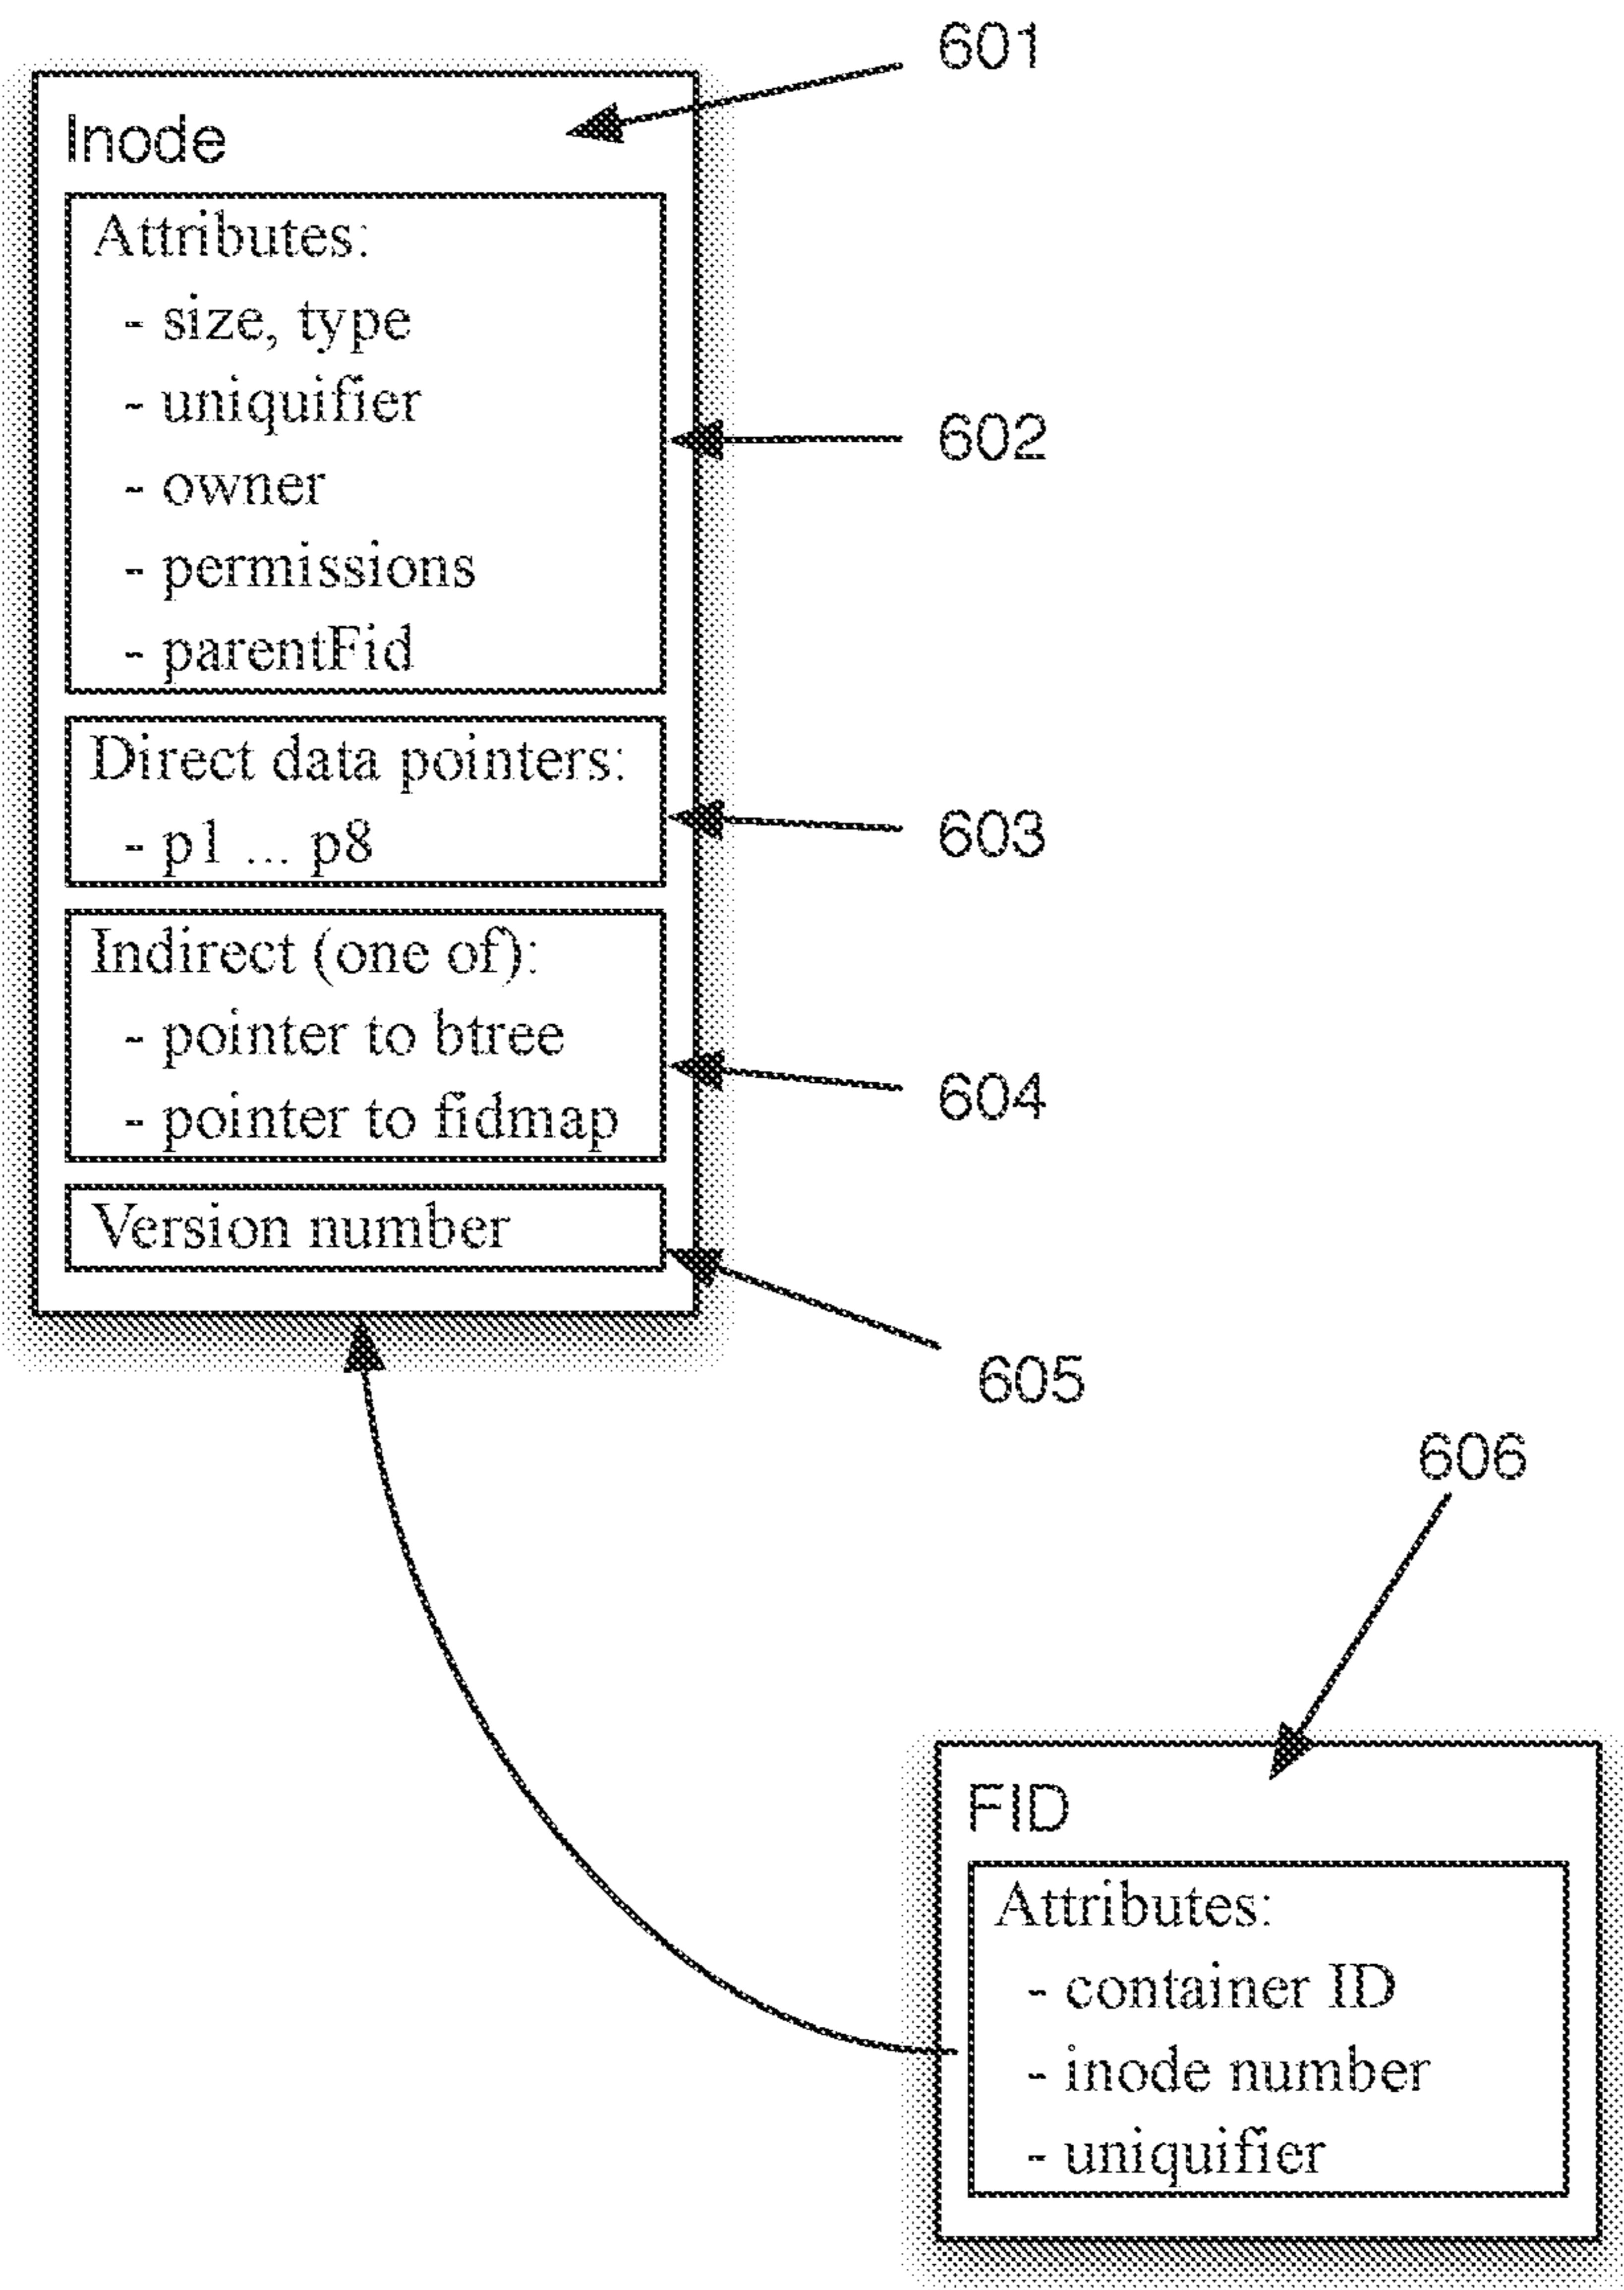 601
Inode
Attributes:
- size, type
- uniquifier
602
- owner
- permissions
- parentFid
Direct data pointers:
603
- p1 ... p8
Indirect (one of):
- pointer to btree
604
- pointer to fidmap
Version number
605
606
FID
Attributes:
- container ID
- inode number
- uniquifier